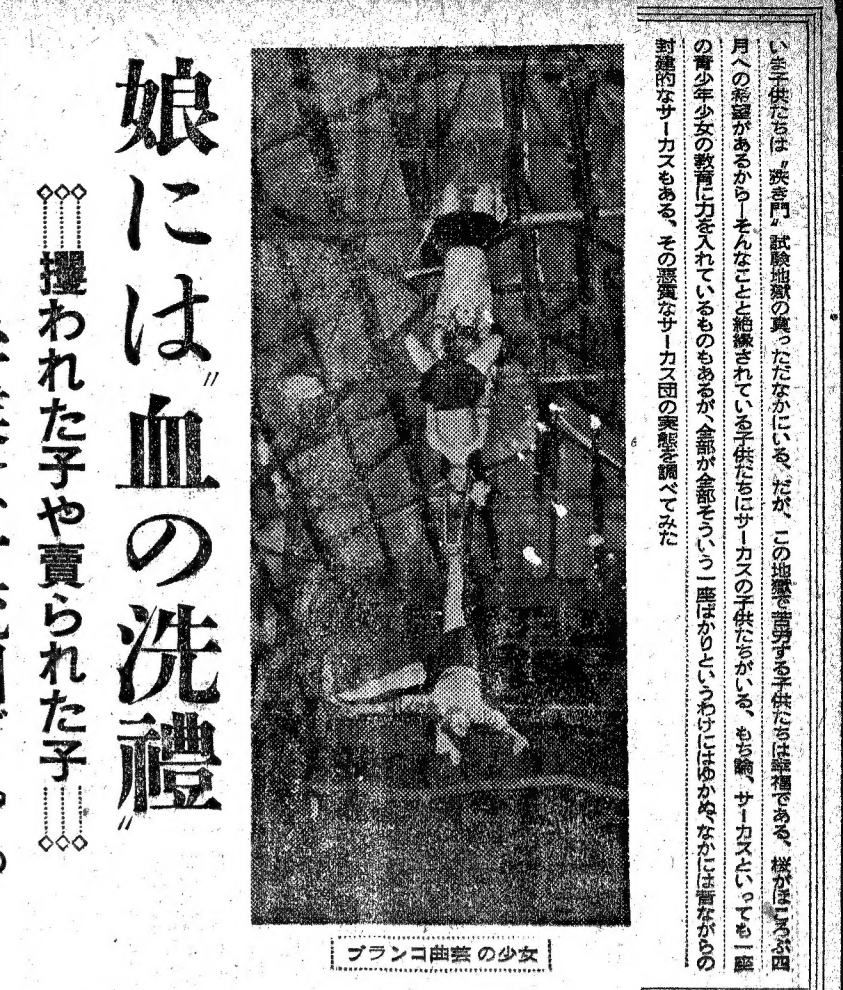 いま子供たちは〝狭き門〟試験地獄の真っただなかにいる、だが、この地獄で苦労する子供たちは幸福である、桜がほころぶ四
月への希望があるから―そんなことと絶縁されている子供たちにサーカスの子供たちがいる、もち論、サーカスといっても一座
の青少年少女の教育に力を入れているものもあるが、全部が全部そういう一座ばかりというわけにはゆかぬ、なかには昔ながらの
封建的なサーカスもある、その悪質なサーカス団の実態を調べてみた
ブランコ曲芸の少女
娘には〝血の洗禮〟
攫われた子や賣られた子